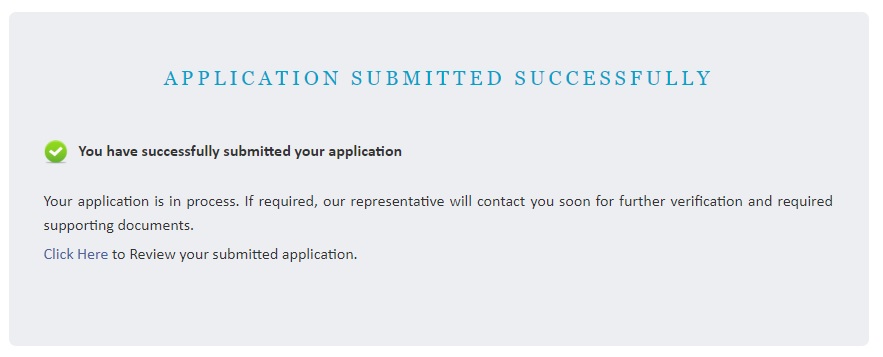 APPLICATION SUBMITTED SUCCESSFULLY
You have successfully submitted your application
Your application is in process. If required, our representative will contact you soon for further verification and required
supporting documents.
Click Here to Review your submitted application.